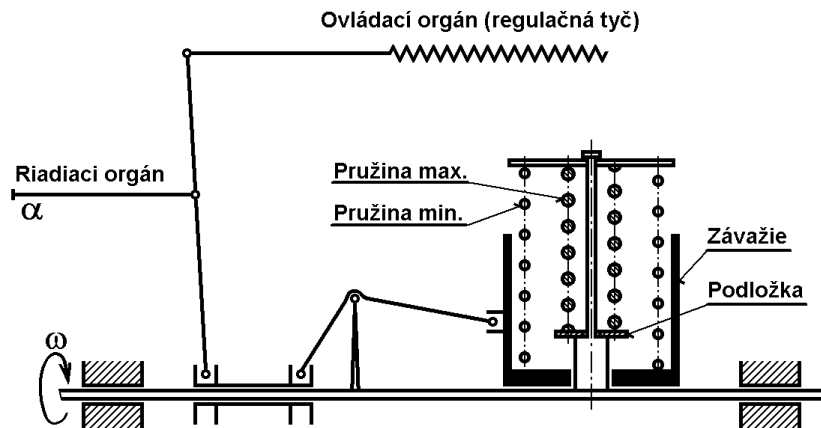 Ovládací orgán (regulačná tyč)
Riadiaci orgán
α
Pružina max.
Pružina min.
Závažie
Podložka
ω